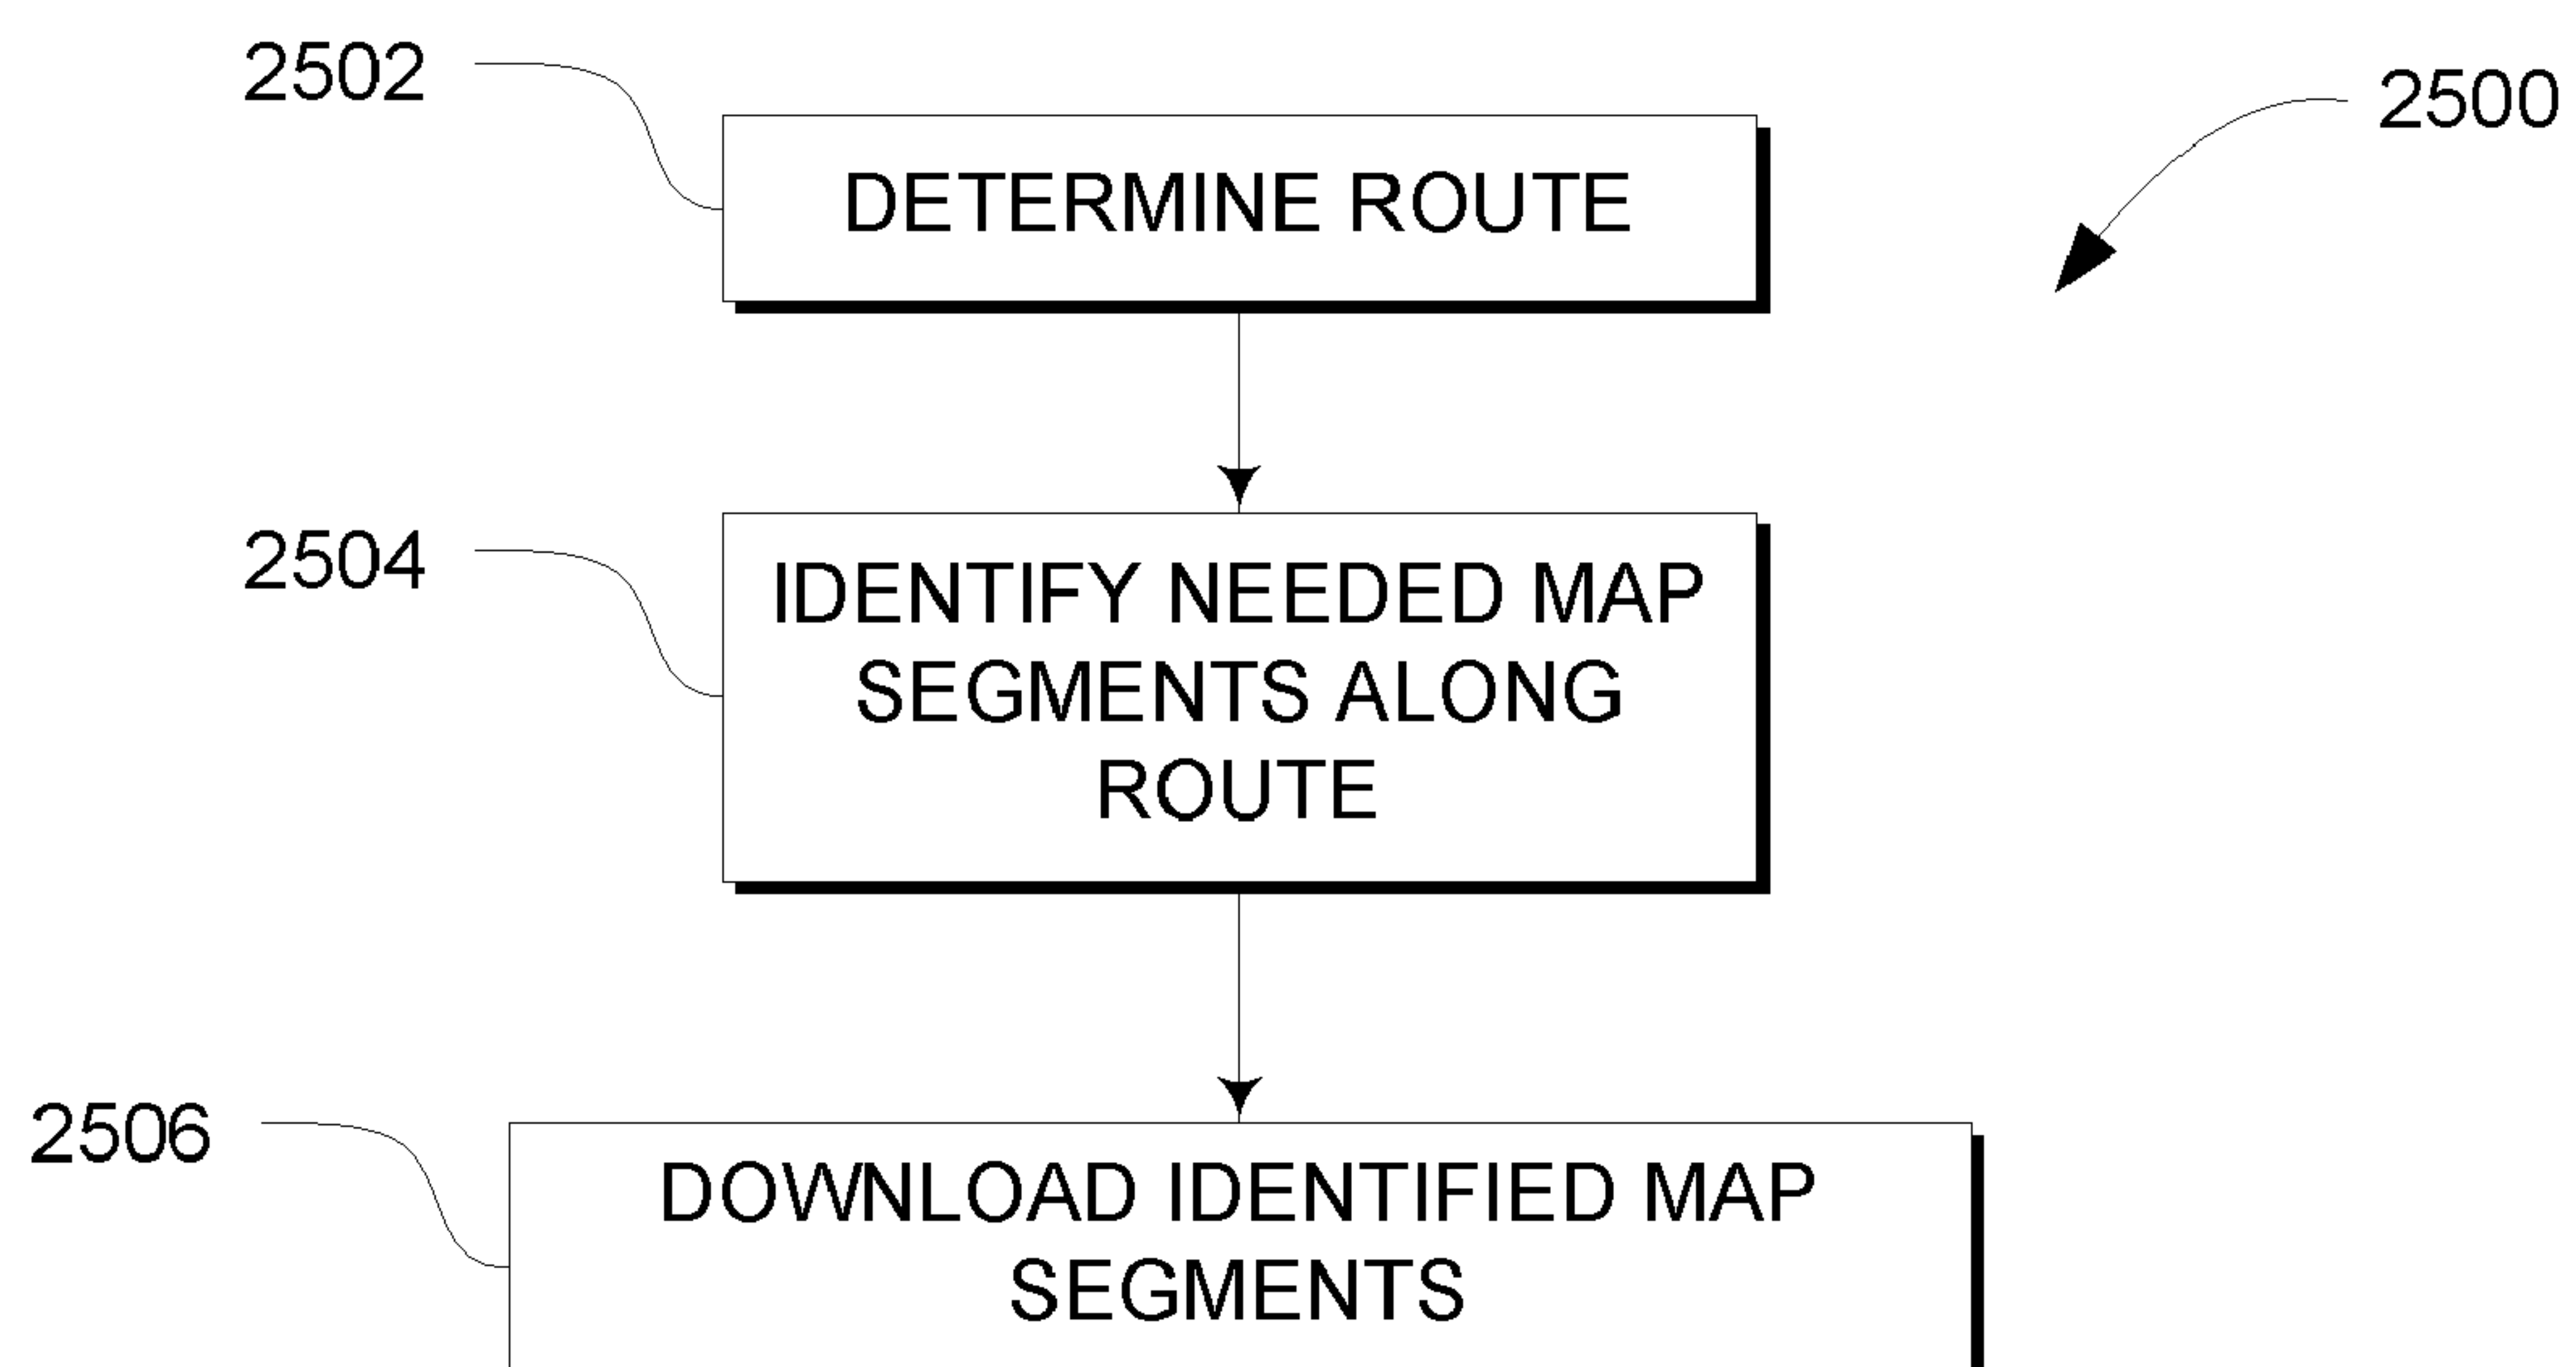 2502
2500
DETERMINE ROUTE
2504
IDENTIFY NEEDED MAP
SEGMENTS ALONG
ROUTE
2506
DOWNLOAD IDENTIFIED MAP
SEGMENTS